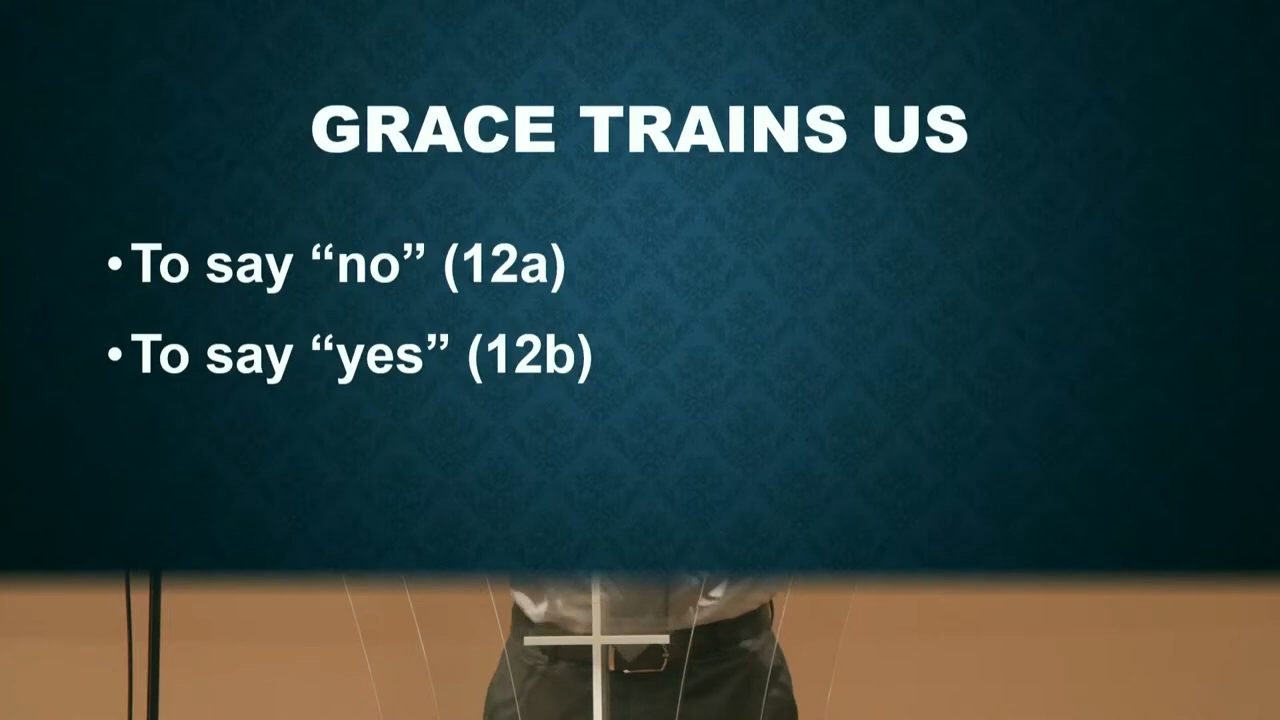 GRACE TRAINS US
•To say “no” (12a)
•To say “yes” (12b)